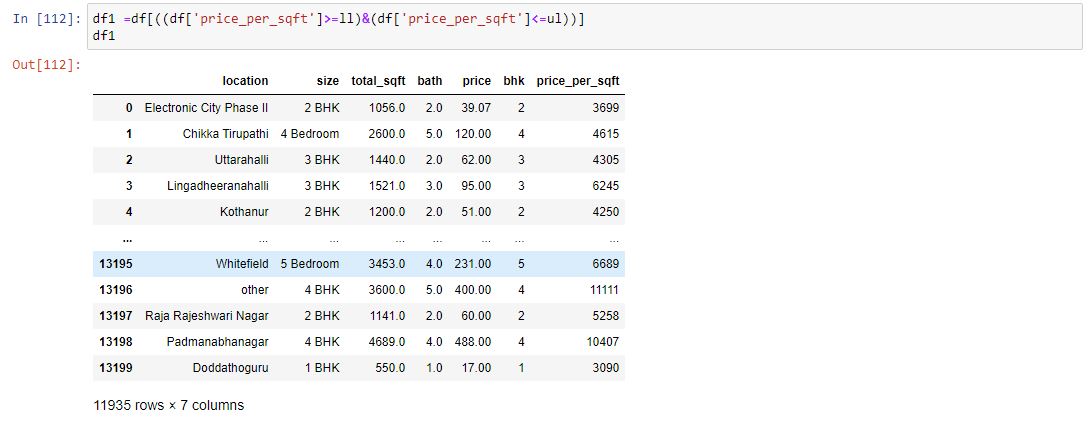 In [112]: df1 =df[((df['price_per_sqft']>=ll)&(df['price_per_sqft']<=ul))]
df1
Out[112]:
location size total_sqft bath price bhk price_per_sqft
0 Electronic City Phase II 2 BHK 1056.0 2.0 39.07 2 3699
1 Chikka Tirupathi 4 Bedroom 2600.0 5.0 120.00 4 4615
2 Uttarahalli 3 BHK 1440.0 2.0 62.00 3 4305
3 Lingadheeranahalli 3 BHK 1521.0 3.0 95.00 3 6245
4 Kothanur 2 BHK 1200.0 2.0 51.00 2 4250
... ... ... ... ... ... ... ...
13195 Whitefield 5 Bedroom 3453.0 4.0 231.00 5 6689
13196 other 4 BHK 3600.0 5.0 400.00 4 11111
13197 Raja Rajeshwari Nagar 2 BHK 1141.0 2.0 60.00 2 5258
13198 Padmanabhanagar 4 BHK 4689.0 4.0 488.00 4 10407
13199 Doddathoguru 1 BHK 550.0 1.0 17.00 1 3090
11935 rows × 7 columns